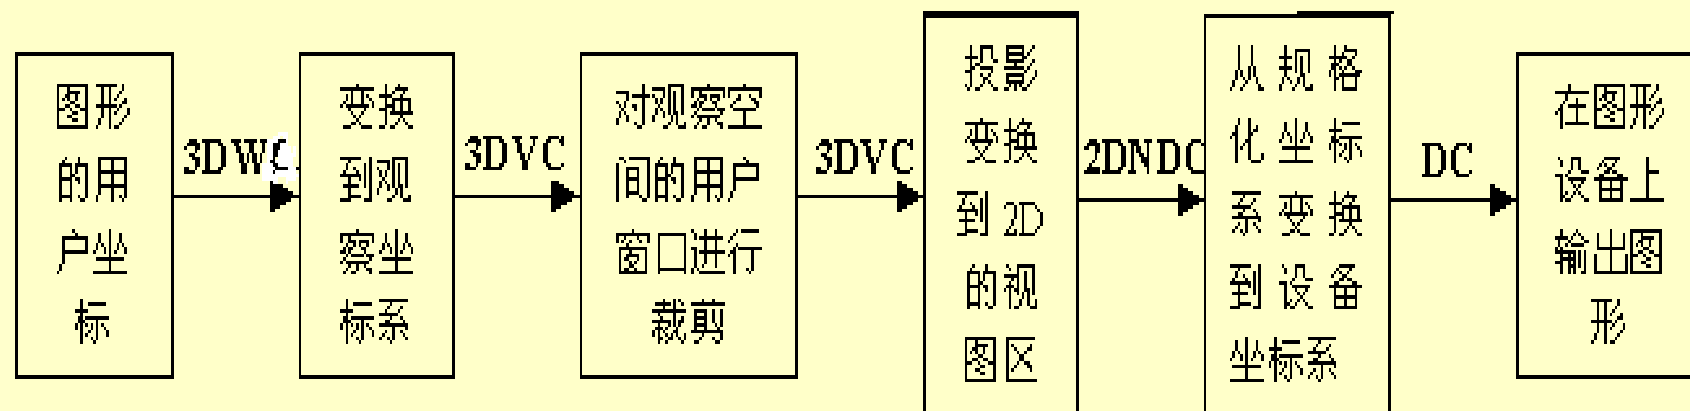 图形
的用
户坐
标
3DWC
变换
到观
察坐
标系
3DVC
对观察空
间的用户
窗口进行
裁剪
3DVC
投影
变换
到 2D
的视
图区
2DNDC
从规格
化坐标
系变换
到设备
坐标系
DC
在图形
设备上
输出图
形